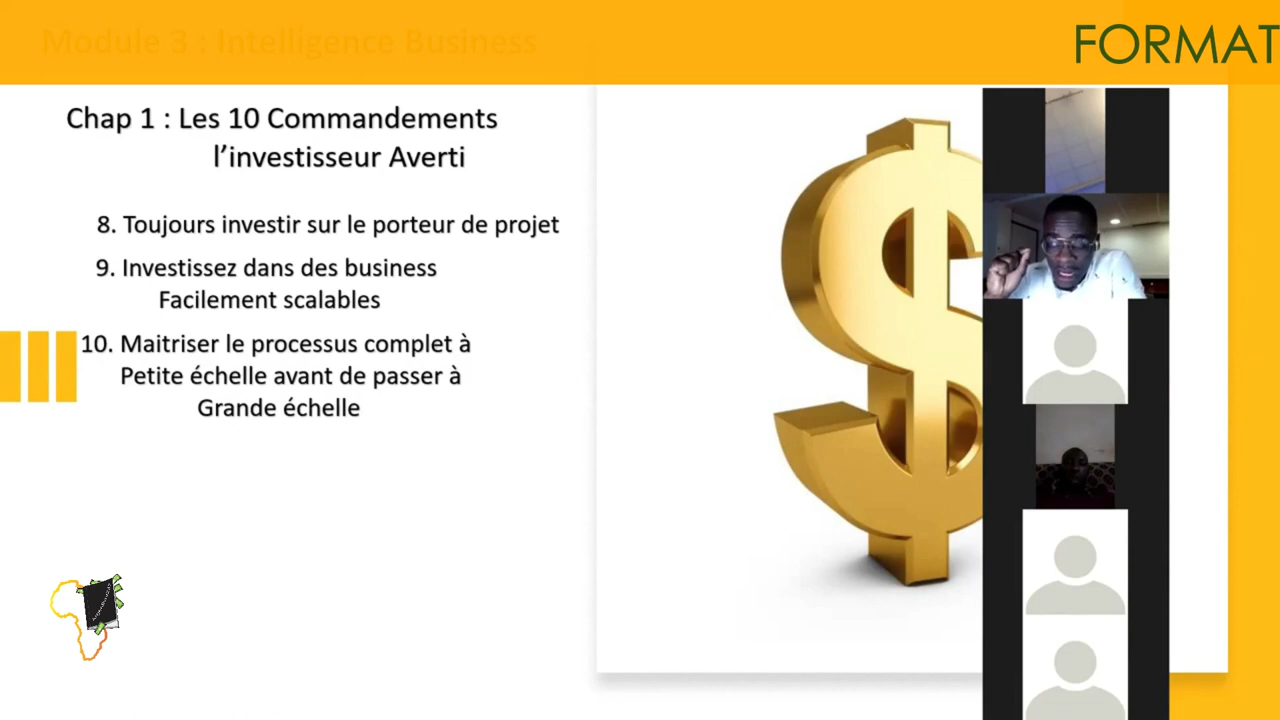 Module 3 : Intelligence Business
FORMAT
Chap 1 : Les 10 Commandements
l’investisseur Averti
8. Toujours investir sur le porteur de projet
9. Investissez dans des business
Facilement scalables
10. Maitriser le processus complet à
Petite échelle avant de passer à
Grande échelle